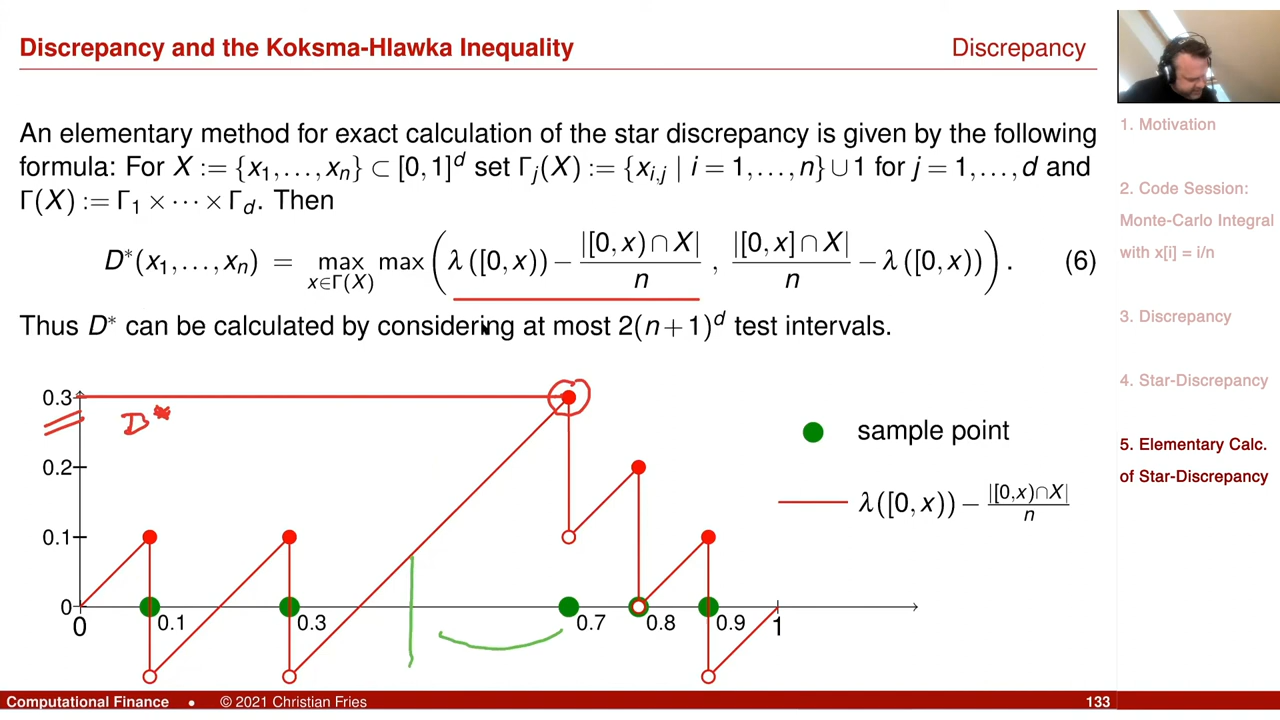 Discrepancy and the Koksma-Hlawka Inequality Discrepancy
An elementary method for exact calculation of the star discrepancy is given by the following
formula: For X := {x₁,...,xₙ} ⊂ [0,1]ᵈ set Γⱼ(X) := {xᵢ,ⱼ | i = 1,...,n} ∪ 1 for j = 1,...,d and
Γ(X) := Γ₁ × ··· × Γ_d. Then
D*(x₁,...,xₙ) = max_{x∈Γ(X)} max ( λ([0,x)) − |[0,x) ∩ X| / n , |[0,x] ∩ X| / n − λ([0,x)) ). (6)
Thus D* can be calculated by considering at most 2(n+1)ᵈ test intervals.
0.3
D*
0.2
0.1
0
0 0.1 0.3 0.7 0.8 0.9 1
sample point
λ([0,x)) − |[0,x)∩X| / n
1. Motivation
2. Code Session:
Monte-Carlo Integral
with x[i] = i/n
3. Discrepancy
4. Star-Discrepancy
5. Elementary Calc.
of Star-Discrepancy
Computational Finance • © 2021 Christian Fries 133